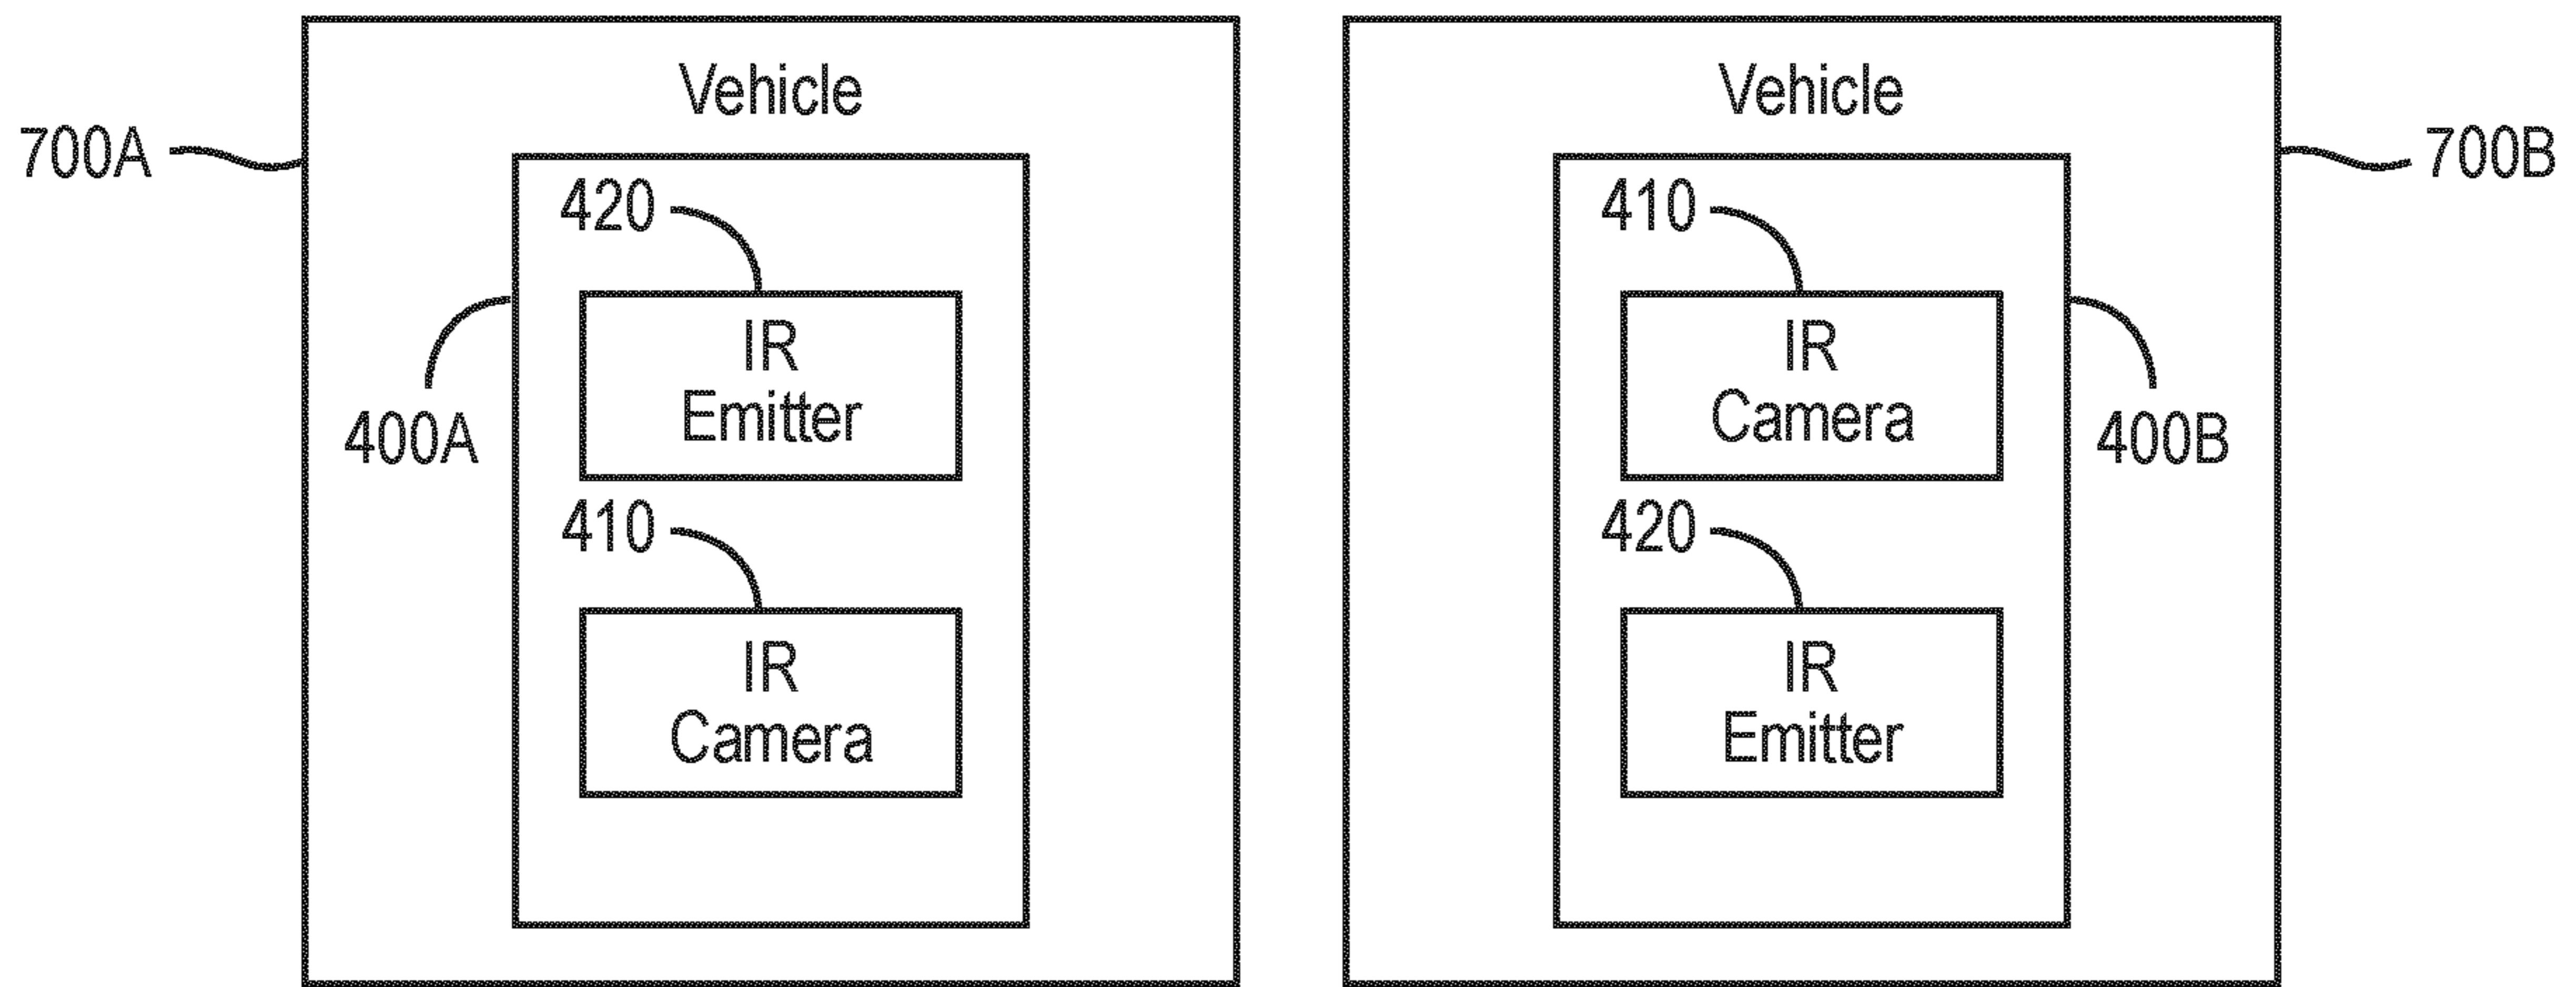 Vehicle
700A
420
IR
Emitter
400A
410
IR
Camera
Vehicle
700B
410
IR
Camera
400B
420
IR
Emitter